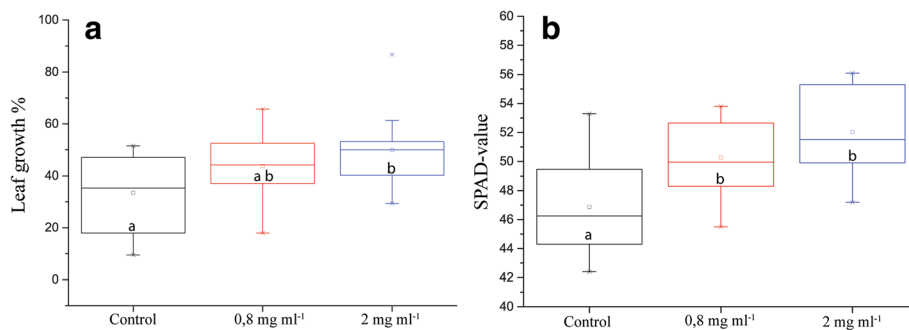 a
Leaf growth %
100
80
60
40
20
0
a
a b
b
Control
0,8 mg ml⁻¹
2 mg ml⁻¹
b
SPAD-value
60
58
56
54
52
50
48
46
44
42
40
a
b
b
Control
0,8 mg ml⁻¹
2 mg ml⁻¹